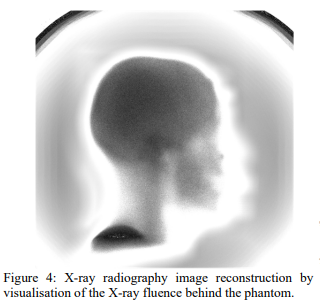 Figure 4: X-ray radiography image reconstruction by
visualisation of the X-ray fluence behind the phantom.